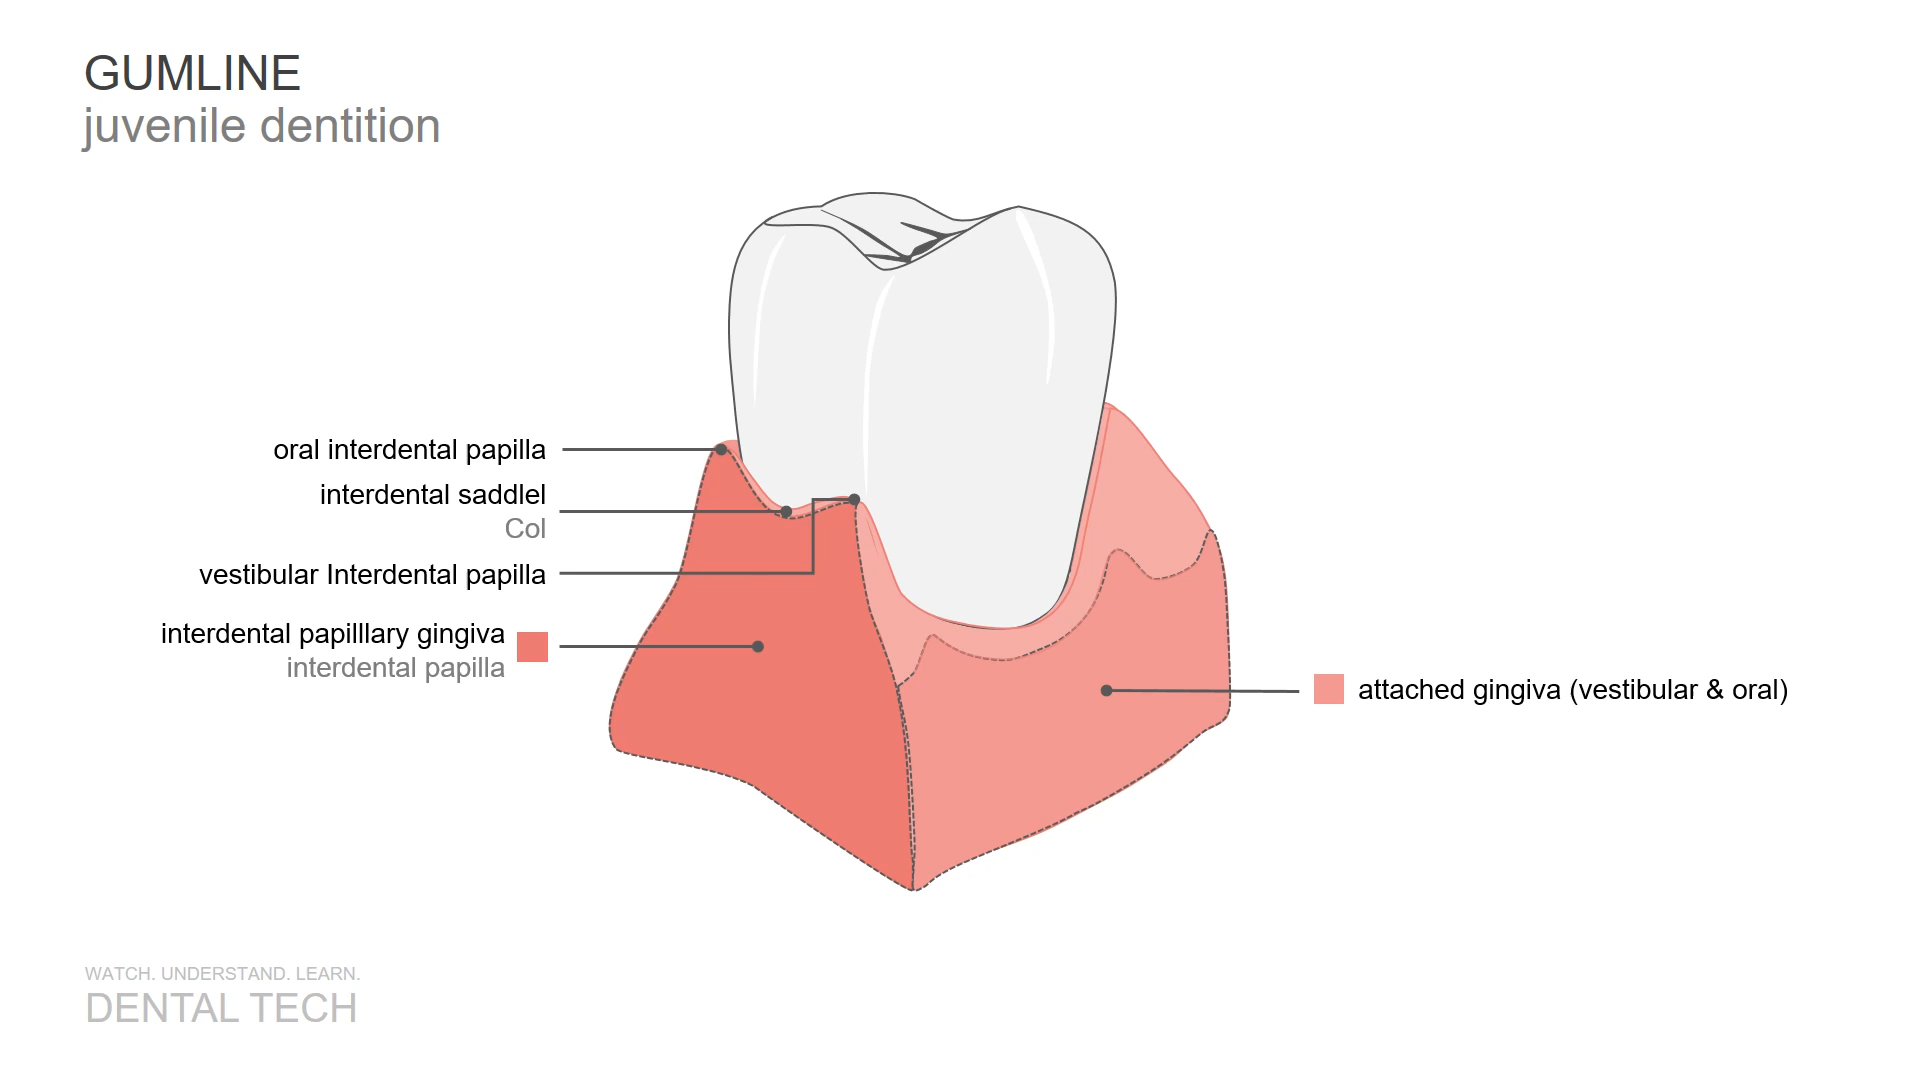 GUMLINE
juvenile dentition
oral interdental papilla
interdental saddlel
Col
vestibular Interdental papilla
interdental papilllary gingiva
interdental papilla
attached gingiva (vestibular & oral)
WATCH. UNDERSTAND. LEARN.
DENTAL TECH